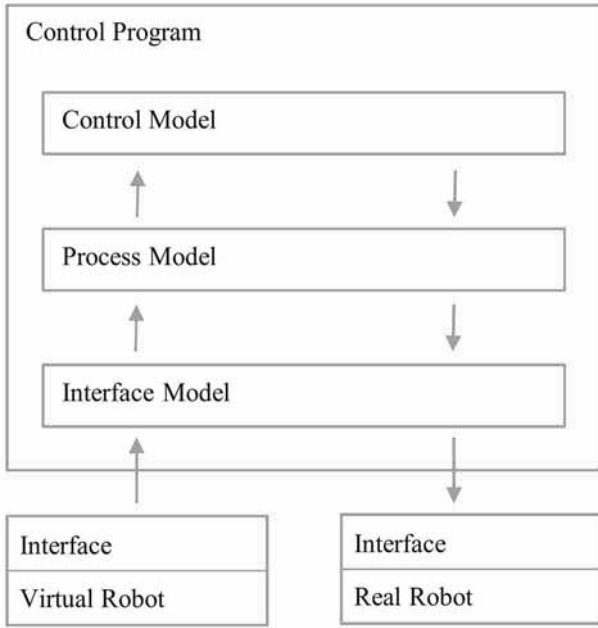 Control Program
Control Model
Process Model
Interface Model
Interface
Virtual Robot
Interface
Real Robot